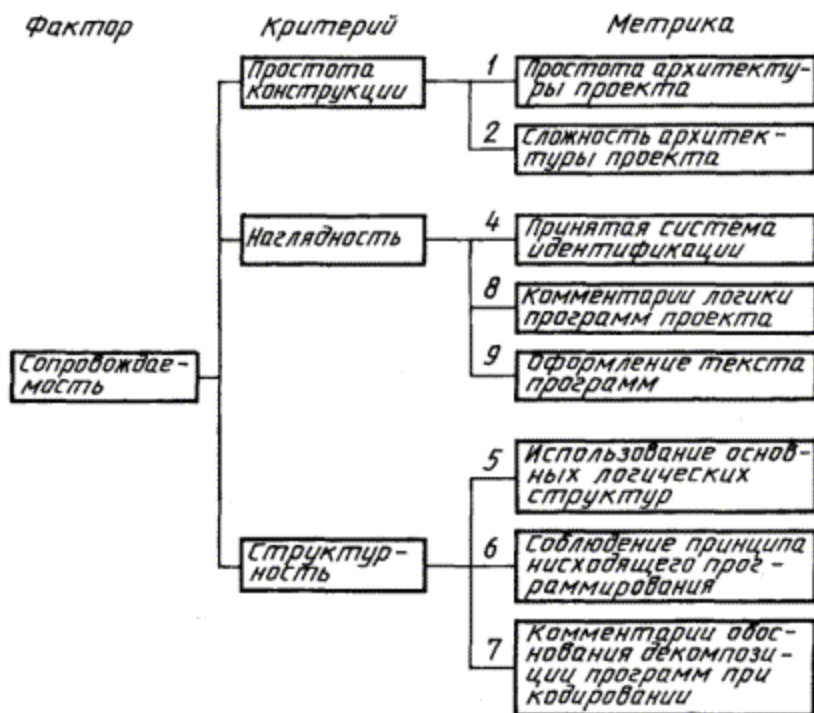 Фактор Критерий Метрика
Простота
конструкции
1
Простота архитекту-
ры проекта
2
Сложность архитек-
туры проекта
Наглядность
4
Принятая система
идентификации
8
Комментарии логики
программ проекта
9
Оформление текста
программ
Сопровождае-
мость
5
Использование основ-
ных логических
структур
Структур-
ность
6
Соблюдение принципа
нисходящего прог-
раммирования
7
Комментарии обос-
нования декомпози-
ции программ при
кодировании